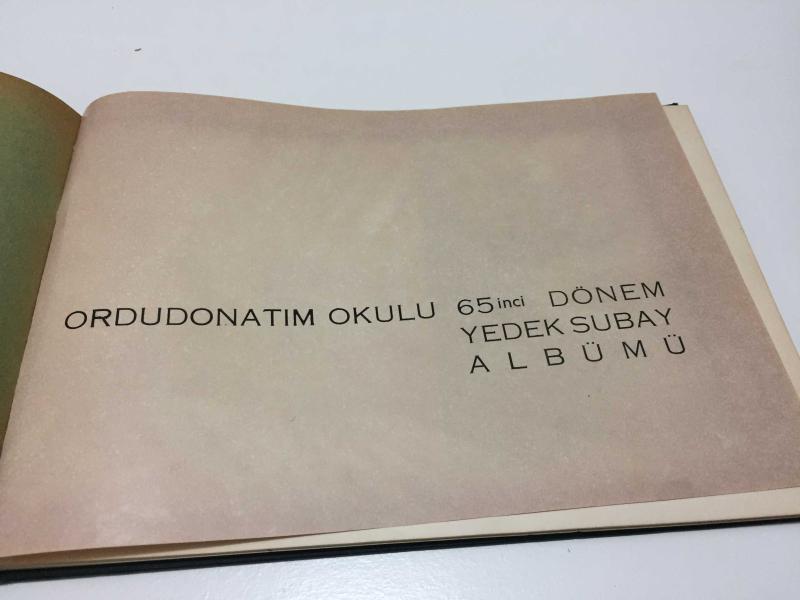 ORDUDONATIM OKULU 65inci DÖNEM
YEDEK SUBAY
ALBÜMÜ